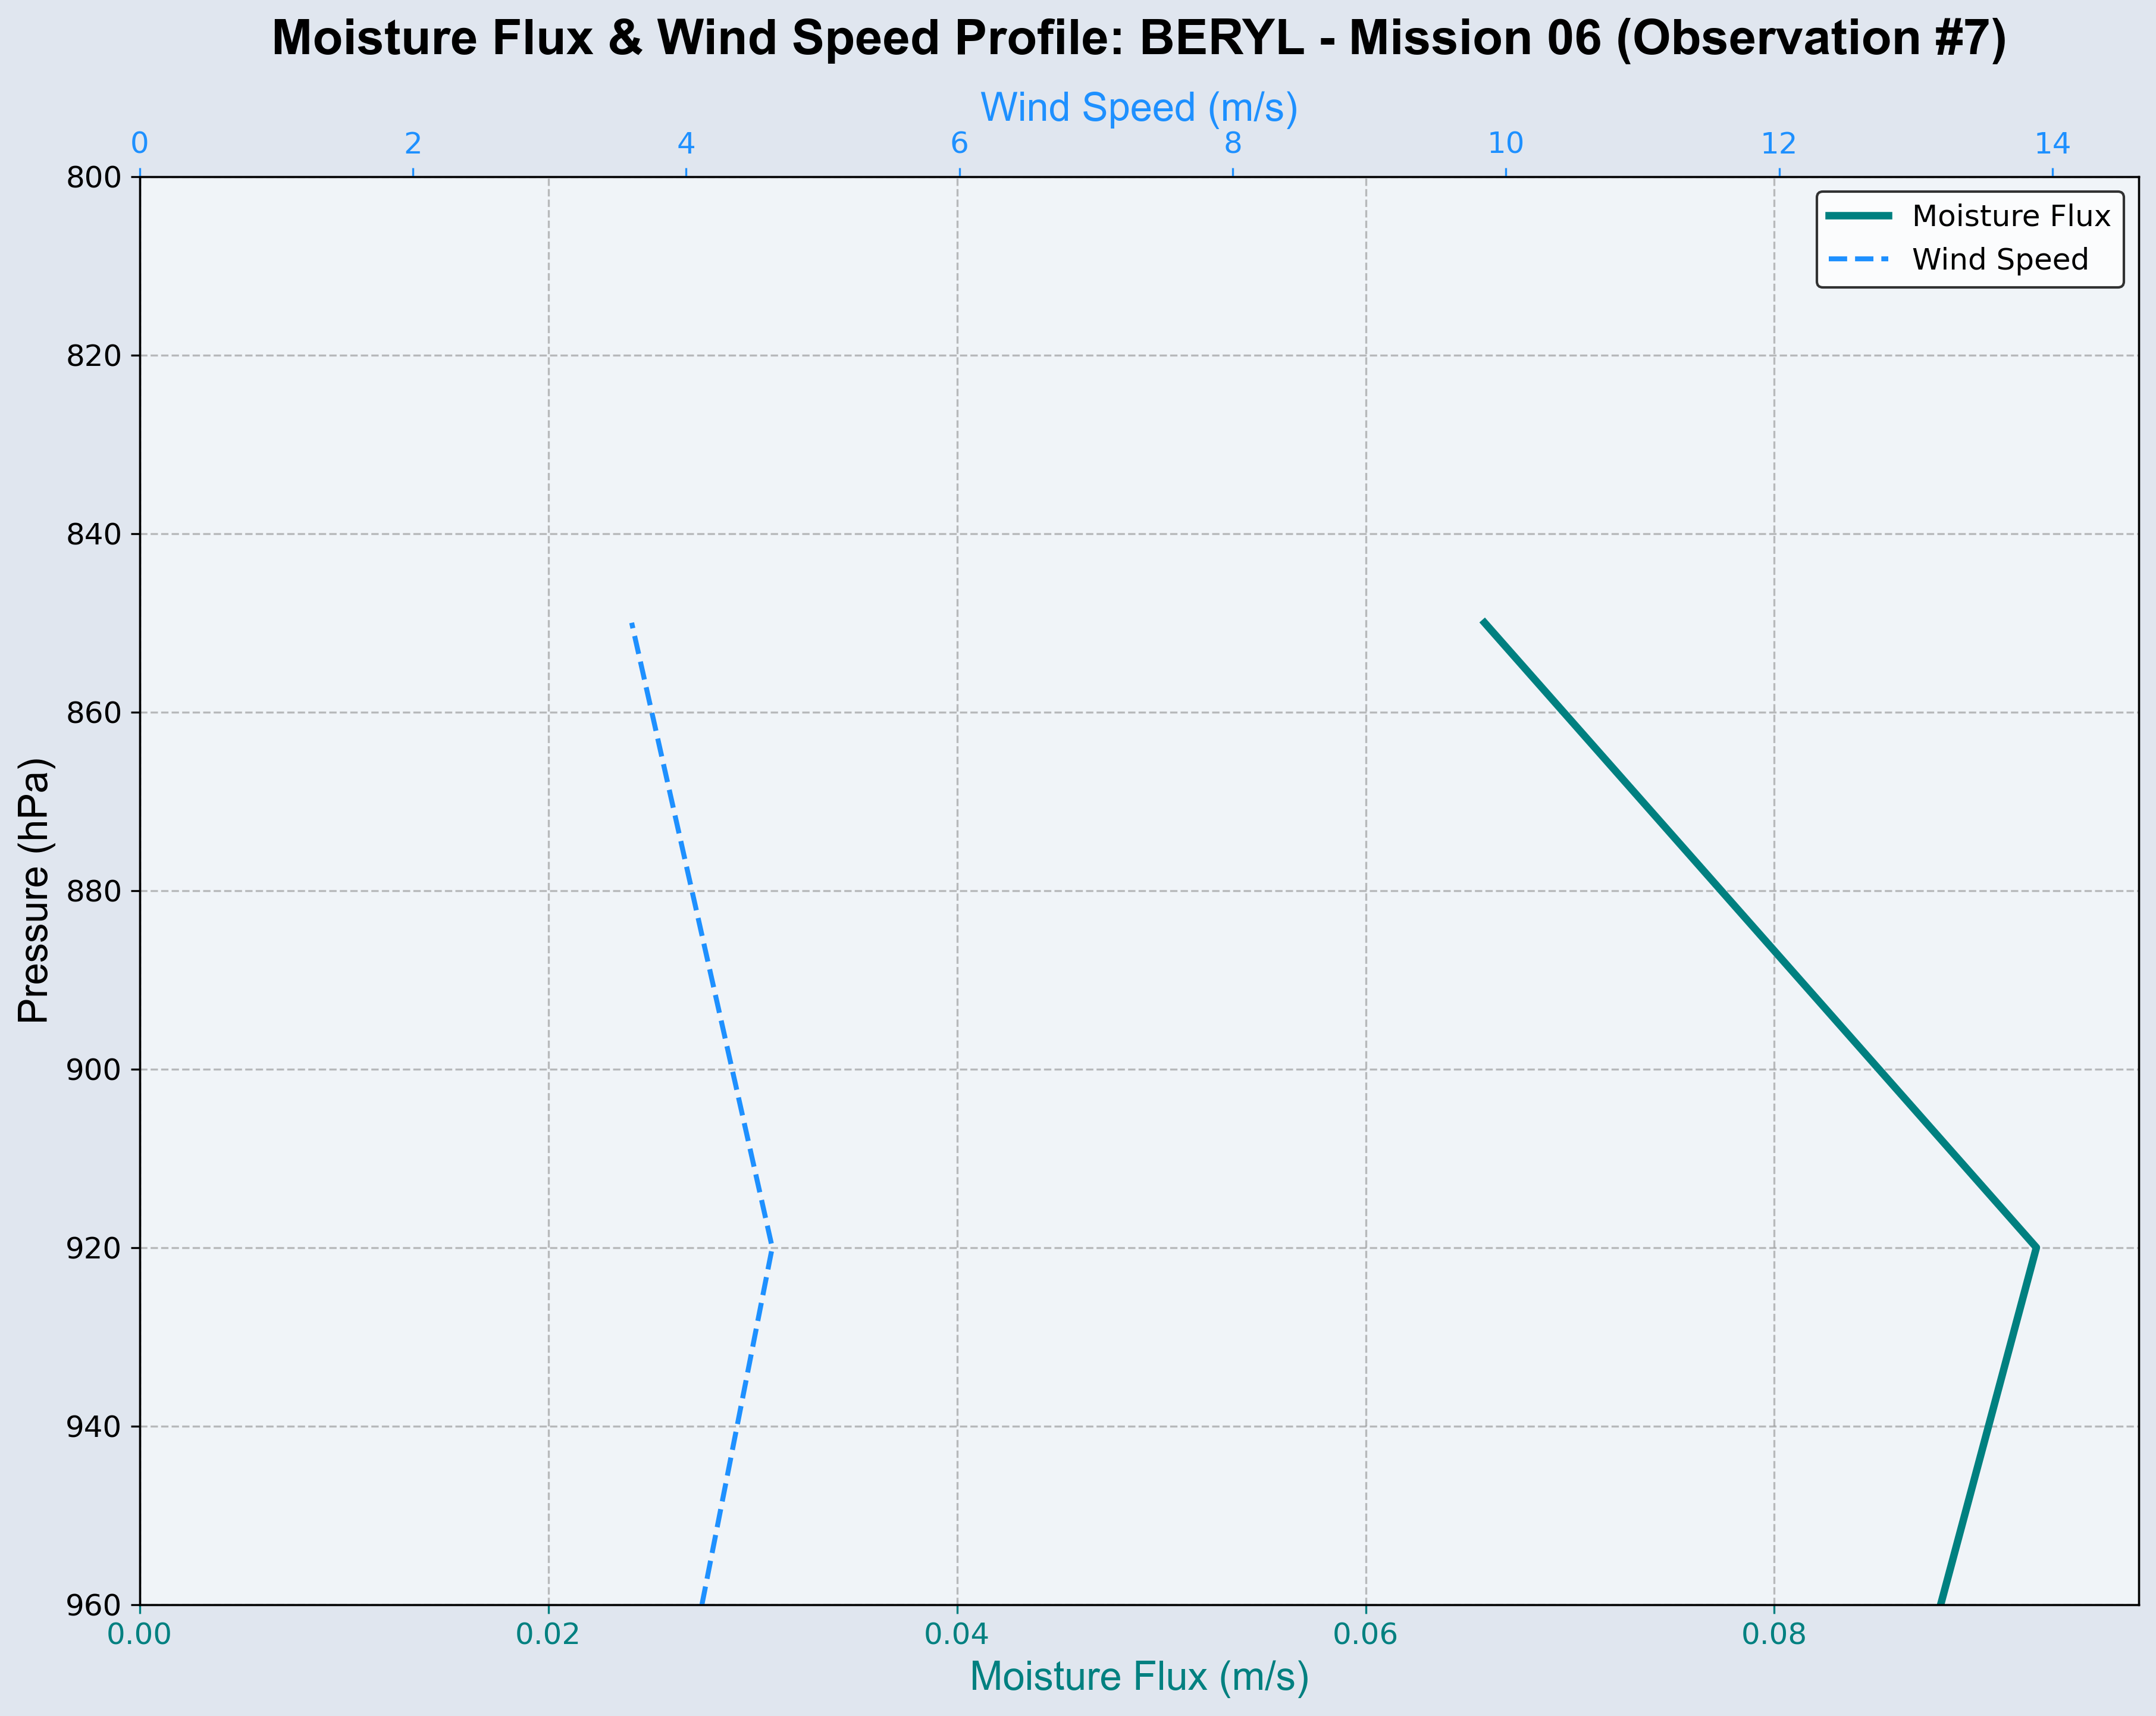 Moisture Flux & Wind Speed Profile: BERYL - Mission 06 (Observation #7)
Wind Speed (m/s)
0 2 4 6 8 10 12 14
Moisture Flux
Wind Speed
800
820
840
860
880
900
920
940
960
Pressure (hPa)
0.00 0.02 0.04 0.06 0.08
Moisture Flux (m/s)